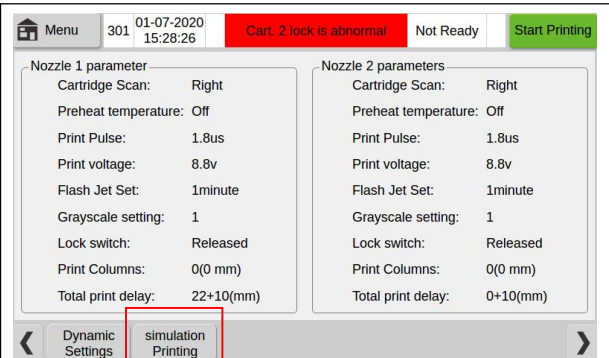 Menu 301 01-07-2020 15:28:26 Cart. 2 lock is abnormal Not Ready Start Printing
Nozzle 1 parameter
Cartridge Scan: Right
Preheat temperature: Off
Print Pulse: 1.8us
Print voltage: 8.8v
Flash Jet Set: 1minute
Grayscale setting: 1
Lock switch: Released
Print Columns: 0(0 mm)
Total print delay: 22+10(mm)
Nozzle 2 parameters
Cartridge Scan: Right
Preheat temperature: Off
Print Pulse: 1.8us
Print voltage: 8.8v
Flash Jet Set: 1minute
Grayscale setting: 1
Lock switch: Released
Print Columns: 0(0 mm)
Total print delay: 0+10(mm)
Dynamic
Settings
simulation
Printing